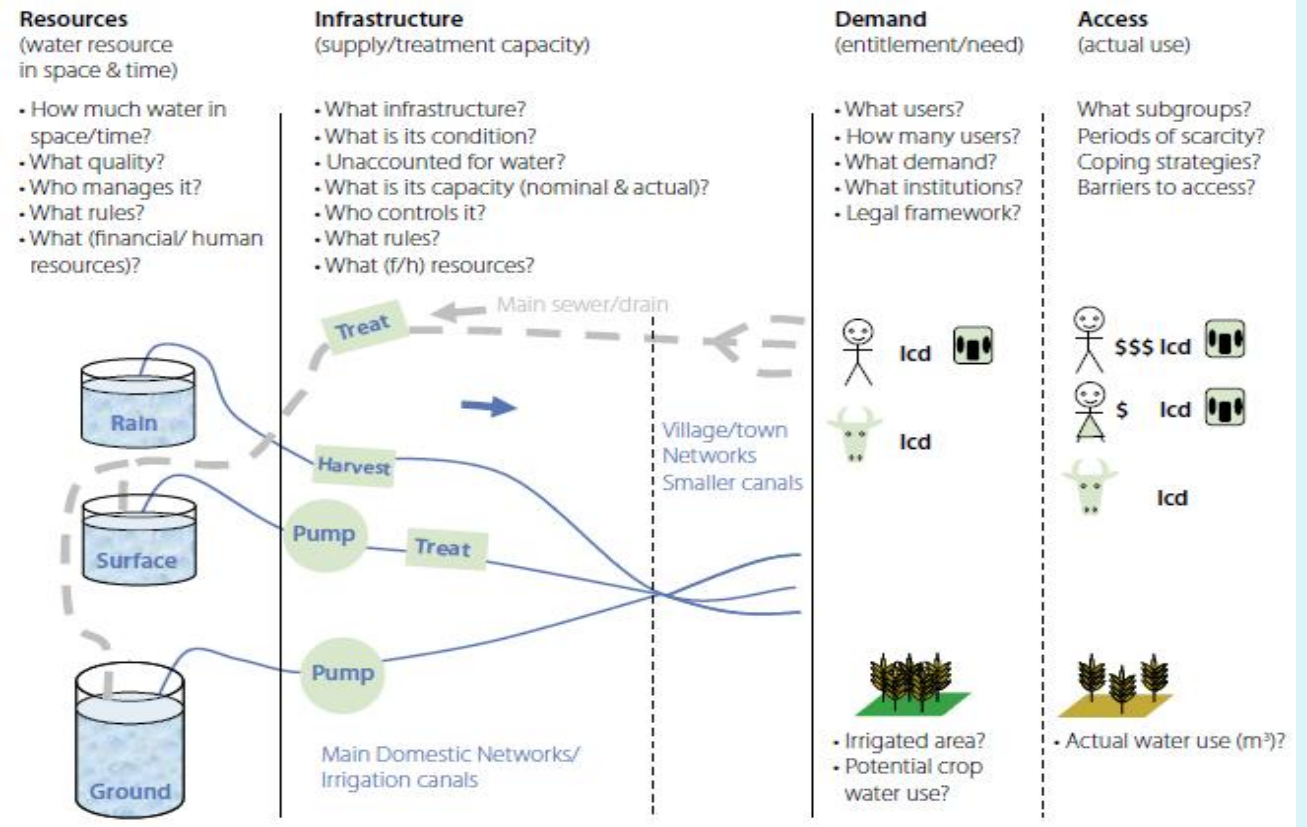 Resources
(water resource
in space & time)
• How much water in
space/time?
• What quality?
• Who manages it?
• What rules?
• What (financial/ human
resources)?
Infrastructure
(supply/treatment capacity)
• What infrastructure?
• What is its condition?
• Unaccounted for water?
• What is its capacity (nominal & actual)?
• Who controls it?
• What rules?
• What (f/h) resources?
Demand
(entitlement/need)
• What users?
• How many users?
• What demand?
• What institutions?
• Legal framework?
Access
(actual use)
What subgroups?
Periods of scarcity?
Coping strategies?
Barriers to access?
Main sewer/drain
Treat
Rain
Harvest
Surface
Pump
Treat
Ground
Pump
Village/town
Networks
Smaller canals
Main Domestic Networks/
Irrigation canals
lcd
lcd
$$$ lcd
$ lcd
lcd
• Irrigated area?
• Potential crop
water use?
• Actual water use (m³)?